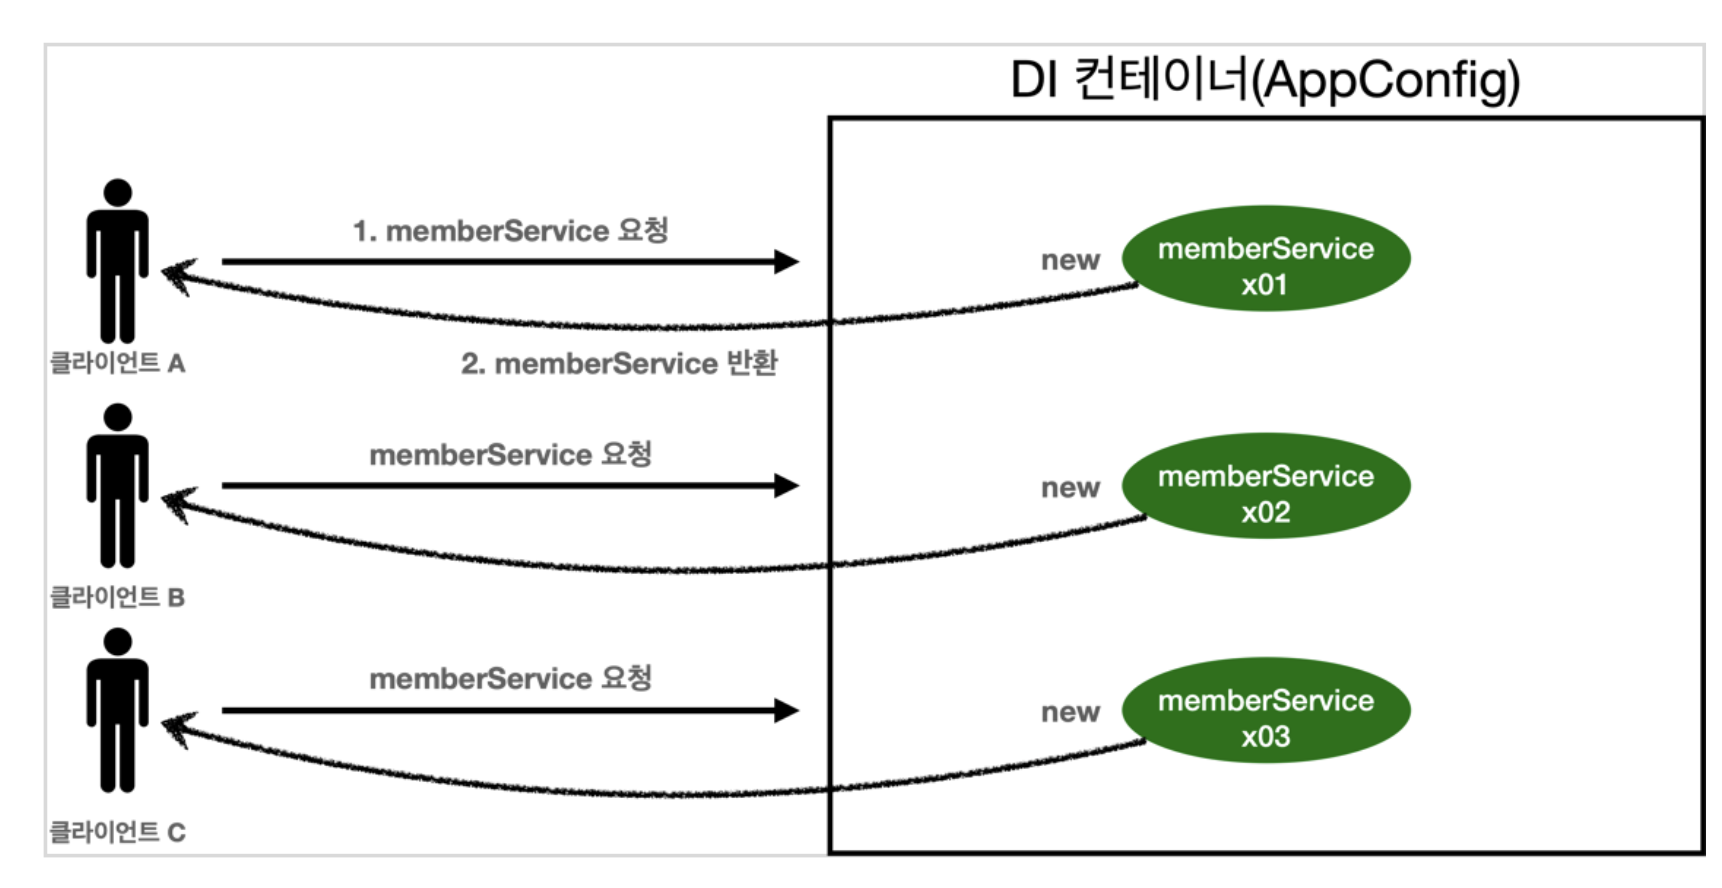 DI 컨테이너(AppConfig)
1. memberService 요청
new
memberService
x01
클라이언트 A
2. memberService 반환
memberService 요청
new
memberService
x02
클라이언트 B
memberService 요청
new
memberService
x03
클라이언트 C